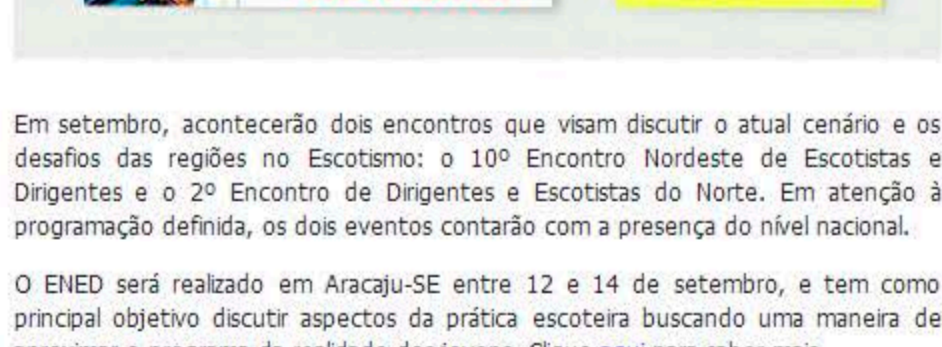 Em setembro, acontecerão dois encontros que visam discutir o atual cenário e os
desafios das regiões no Escotismo: o 10º Encontro Nordeste de Escotistas e
Dirigentes e o 2º Encontro de Dirigentes e Escotistas do Norte. Em atenção à
programação definida, os dois eventos contarão com a presença do nível nacional.
O ENED será realizado em Aracaju-SE entre 12 e 14 de setembro, e tem como
principal objetivo discutir aspectos da prática escoteira buscando uma maneira de